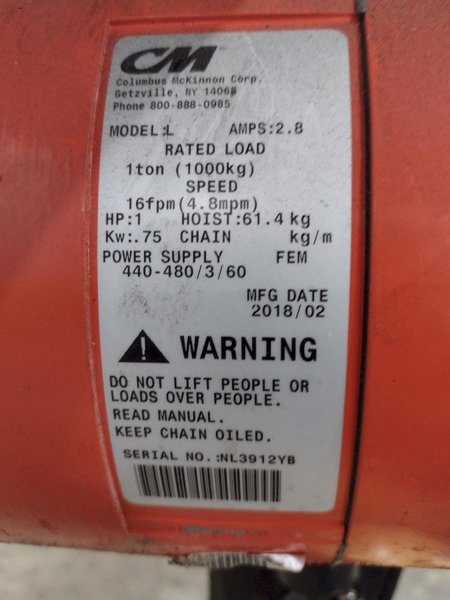 CM
Columbus McKinnon Corp.
Getzville, NY 14068
Phone 800-888-0985
MODEL:L AMPS:2.8
RATED LOAD
1ton (1000kg)
SPEED
16fpm(4.8mpm)
HP:1 HOIST:61.4 kg
Kw:.75 CHAIN kg/m
POWER SUPPLY FEM
440-480/3/60
MFG DATE
2018/02
WARNING
DO NOT LIFT PEOPLE OR
LOADS OVER PEOPLE.
READ MANUAL.
KEEP CHAIN OILED.
SERIAL NO.:NL3912YB